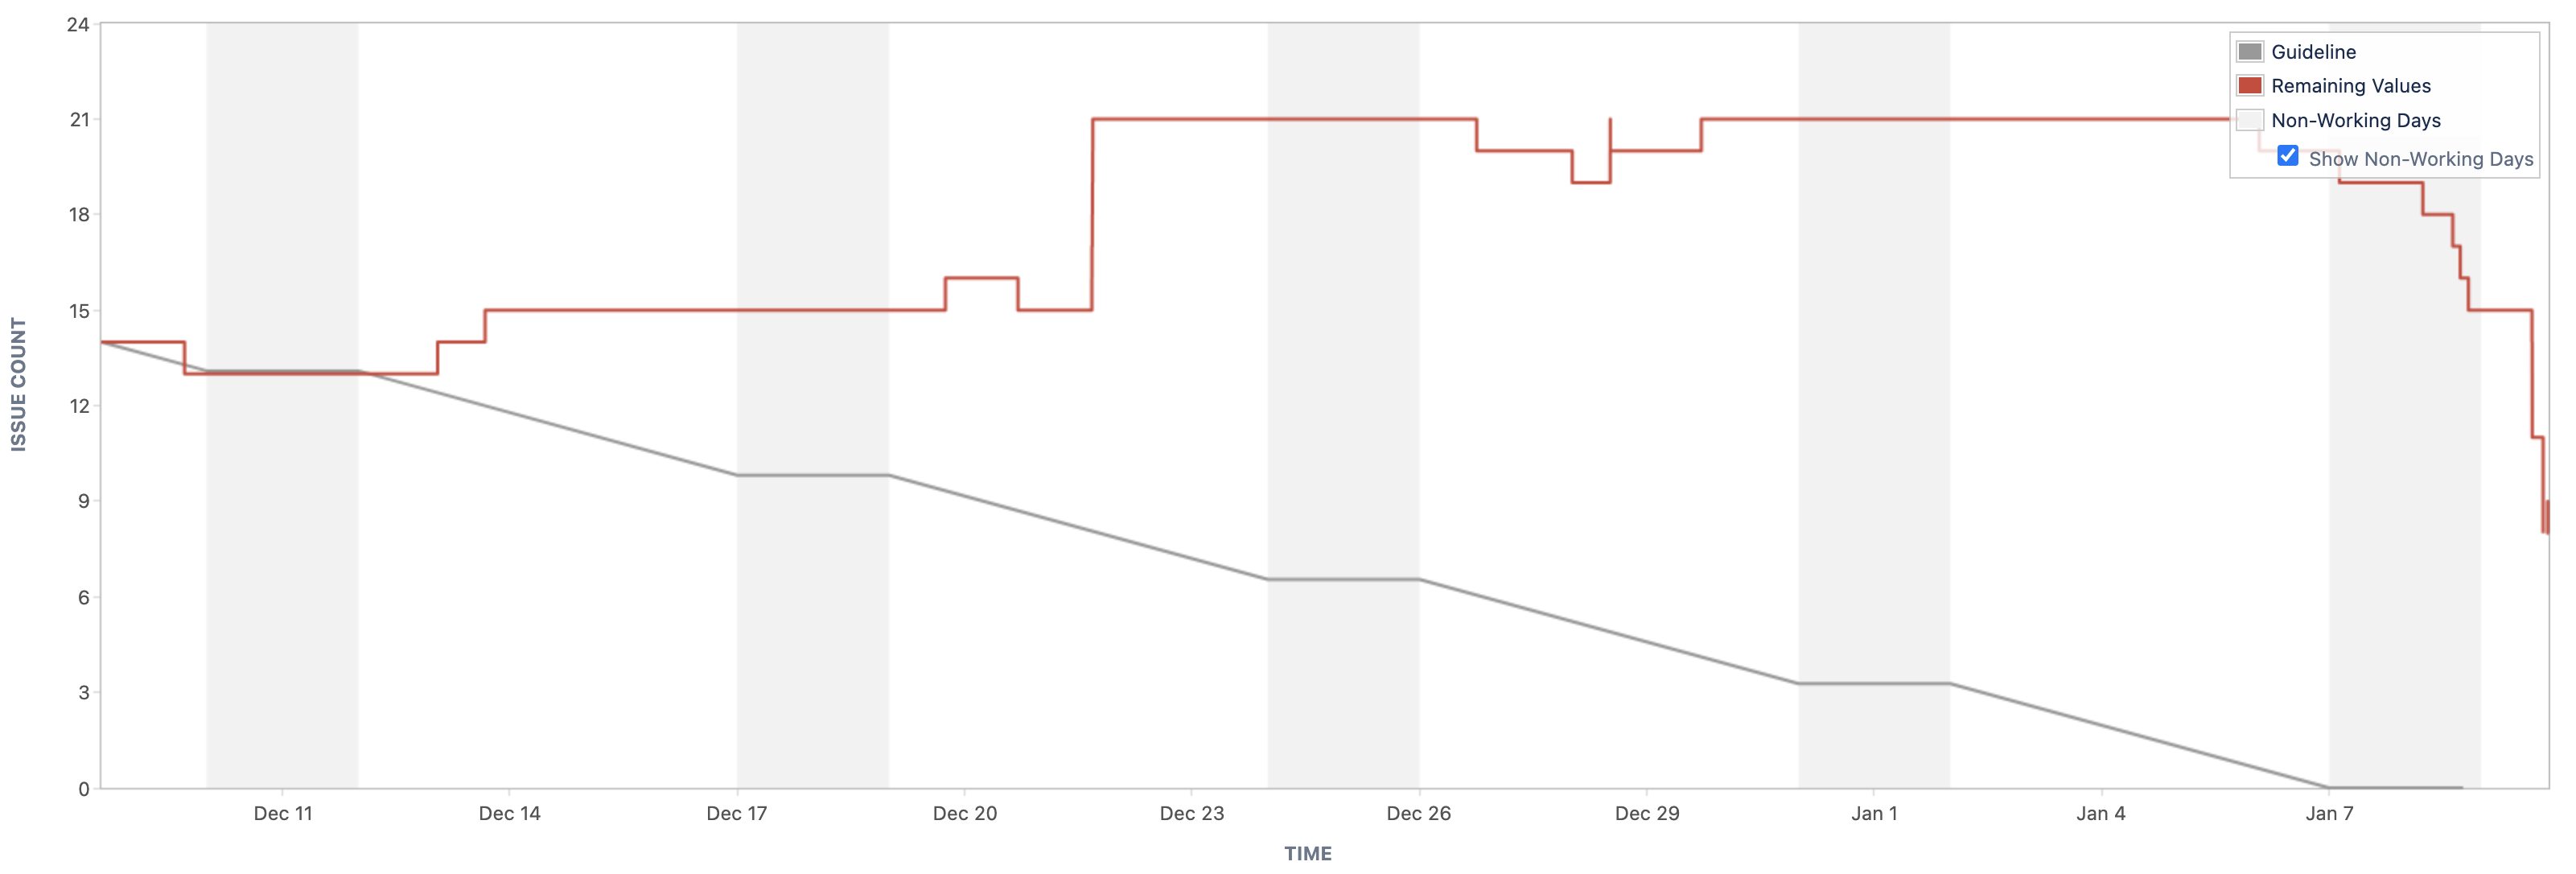 24
21
18
15
12
9
6
3
0
ISSUE COUNT
Guideline
Remaining Values
Non-Working Days
Show Non-Working Days
Dec 11 Dec 14 Dec 17 Dec 20 Dec 23 Dec 26 Dec 29 Jan 1 Jan 4 Jan 7
TIME